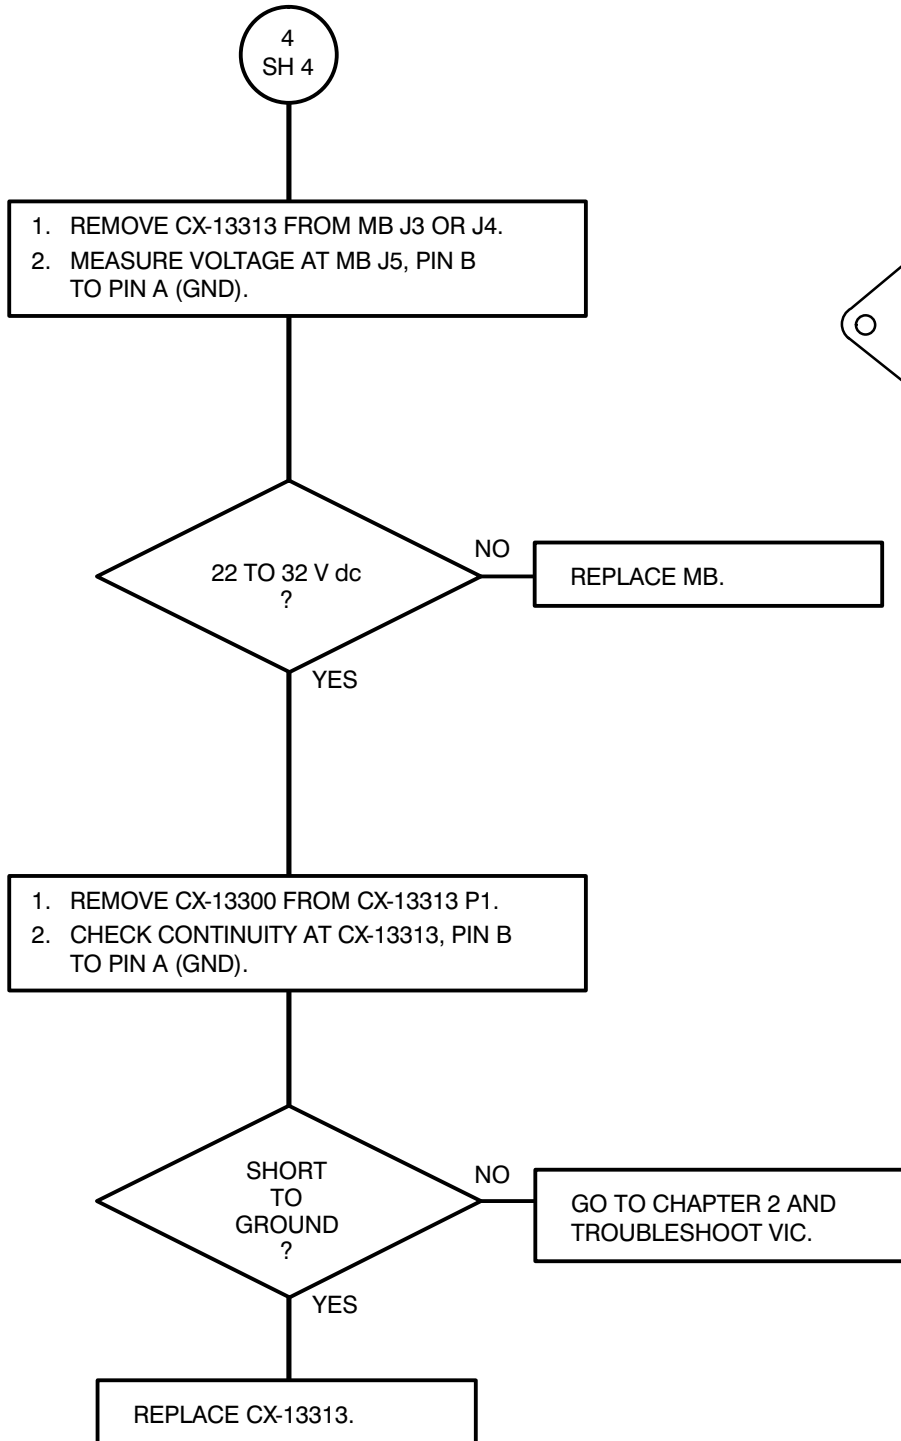 4
SH 4
1. REMOVE CX-13313 FROM MB J3 OR J4.
2. MEASURE VOLTAGE AT MB J5, PIN B
TO PIN A (GND).
22 TO 32 V dc
?
NO
REPLACE MB.
YES
1. REMOVE CX-13300 FROM CX-13313 P1.
2. CHECK CONTINUITY AT CX-13313, PIN B
TO PIN A (GND).
SHORT
TO
GROUND
?
NO
GO TO CHAPTER 2 AND
TROUBLESHOOT VIC.
YES
REPLACE CX-13313.